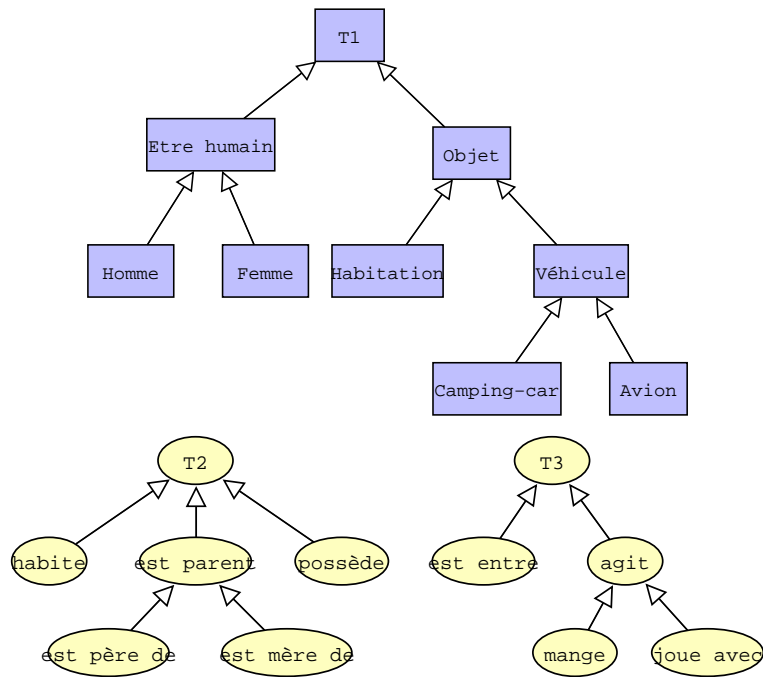 T1
Etre humain
Objet
Homme
Femme
Habitation
Véhicule
Camping-car
Avion
T2
T3
habite
est parent
possède
est entre
agit
est père de
est mère de
mange
joue avec